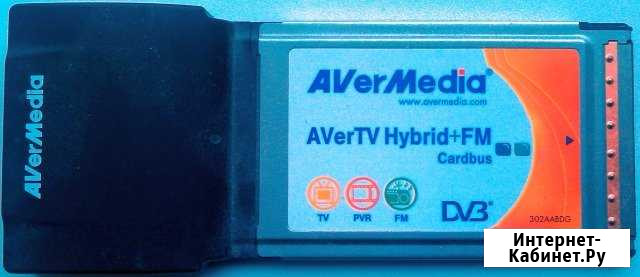 AVerMedia
AVerMedia®
www.avermedia.com
AVerTV Hybrid+FM
Cardbus
TV PVR FM
DVB
302AABDG
Интернет-
Кабинет.Ру